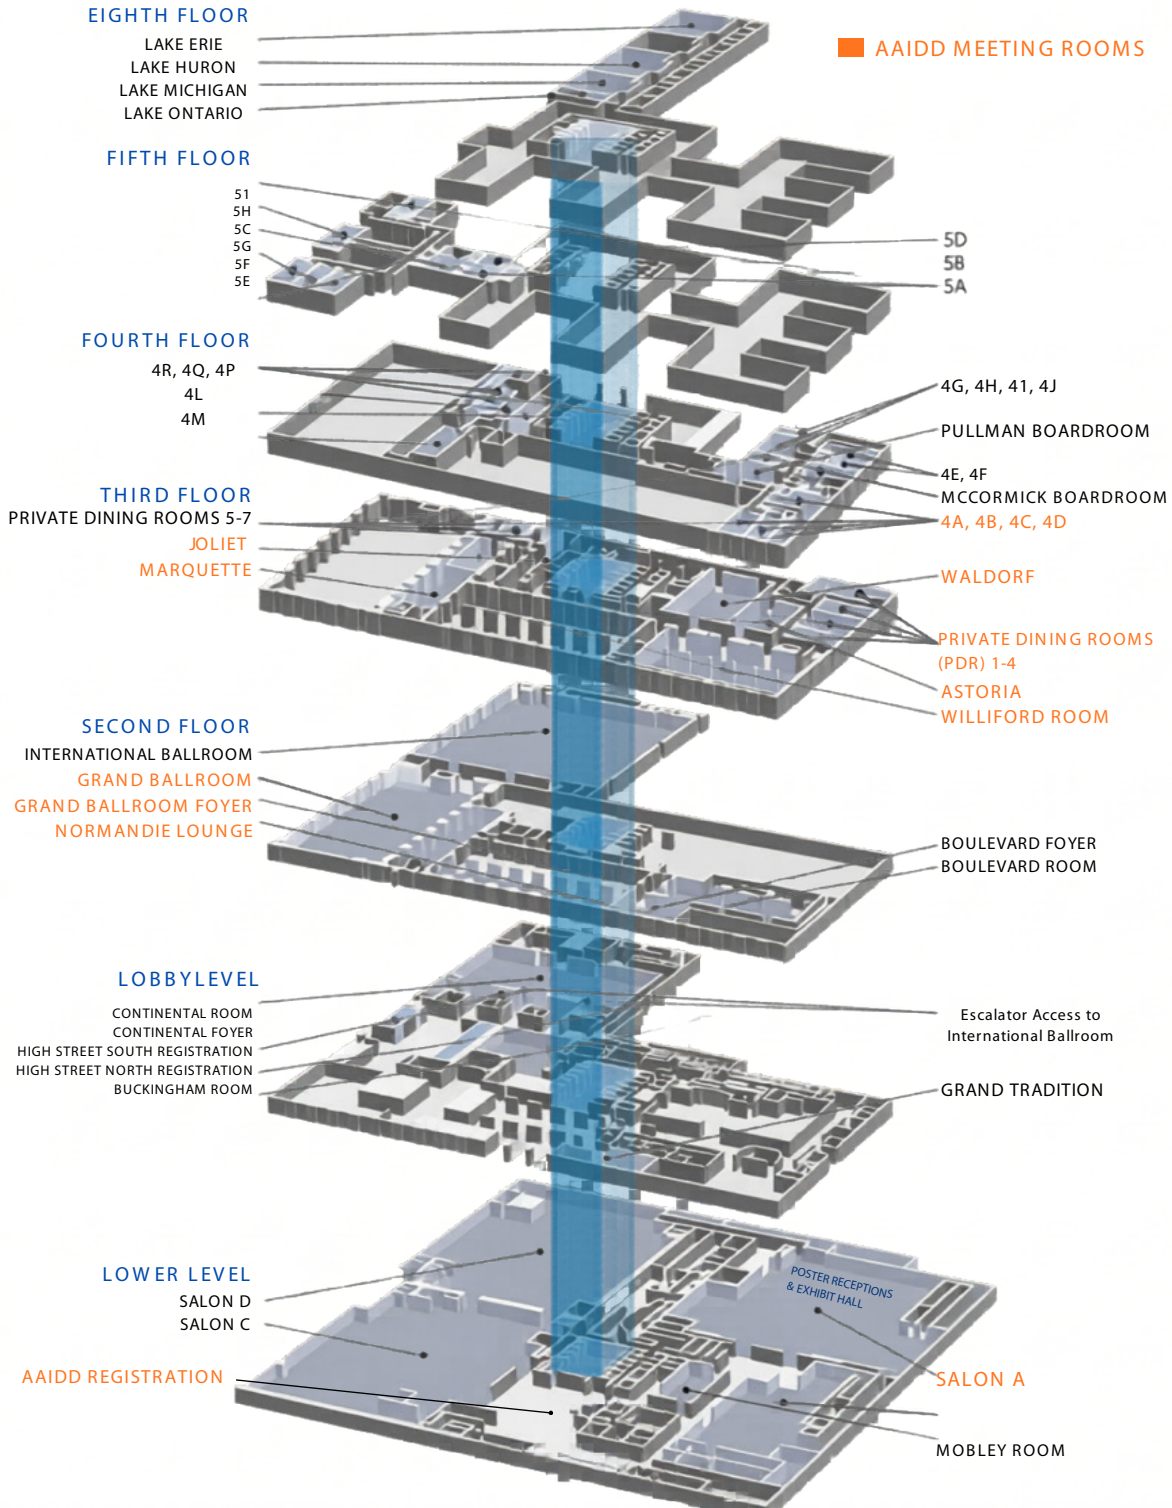 EIGHTH FLOOR
LAKE ERIE
LAKE HURON
LAKE MICHIGAN
LAKE ONTARIO
AAIDD MEETING ROOMS
FIFTH FLOOR
51
5H
5C
5G
5F
5E
5D
5B
5A
FOURTH FLOOR
4R, 4Q, 4P
4L
4M
4G, 4H, 41, 4J
PULLMAN BOARDROOM
4E, 4F
MCCORMICK BOARDROOM
4A, 4B, 4C, 4D
THIRD FLOOR
PRIVATE DINING ROOMS 5-7
JOLIET
MARQUETTE
WALDORF
PRIVATE DINING ROOMS
(PDR) 1-4
ASTORIA
WILLIFORD ROOM
SECOND FLOOR
INTERNATIONAL BALLROOM
GRAND BALLROOM
GRAND BALLROOM FOYER
NORMANDIE LOUNGE
BOULEVARD FOYER
BOULEVARD ROOM
LOBBYLEVEL
CONTINENTAL ROOM
CONTINENTAL FOYER
HIGH STREET SOUTH REGISTRATION
HIGH STREET NORTH REGISTRATION
BUCKINGHAM ROOM
Escalator Access to
International Ballroom
GRAND TRADITION
LOWER LEVEL
SALON D
SALON C
AAIDD REGISTRATION
POSTER RECEPTIONS
& EXHIBIT HALL
SALON A
MOBLEY ROOM